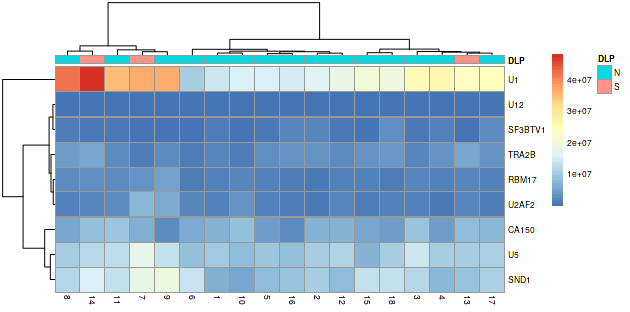 DLP
DLP
N
S
U1
U12
SF3BTV1
TRA2B
RBM17
U2AF2
CA150
U5
SND1
4e+07
3e+07
2e+07
1e+07
8 14 11 7 9 6 1 10 5 16 2 12 15 18 3 4 13 17